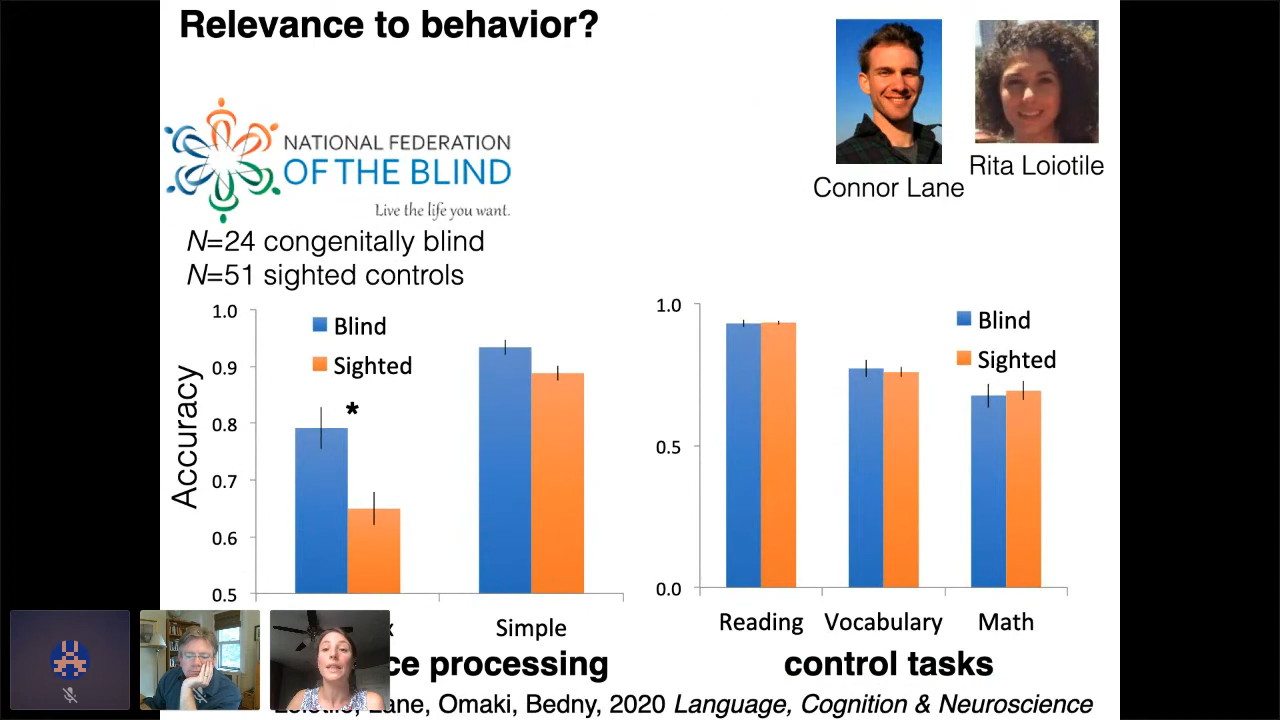 Relevance to behavior?
NATIONAL FEDERATION
OF THE BLIND
Live the life you want.
Connor Lane
Rita Loiotile
N=24 congenitally blind
N=51 sighted controls
Accuracy
1.0
0.9
0.8
0.7
0.6
0.5
Blind
Sighted
*
Simple
processing
1.0
0.5
0.0
Blind
Sighted
Reading Vocabulary Math
control tasks
Omaki, Bedny, 2020 Language, Cognition & Neuroscience